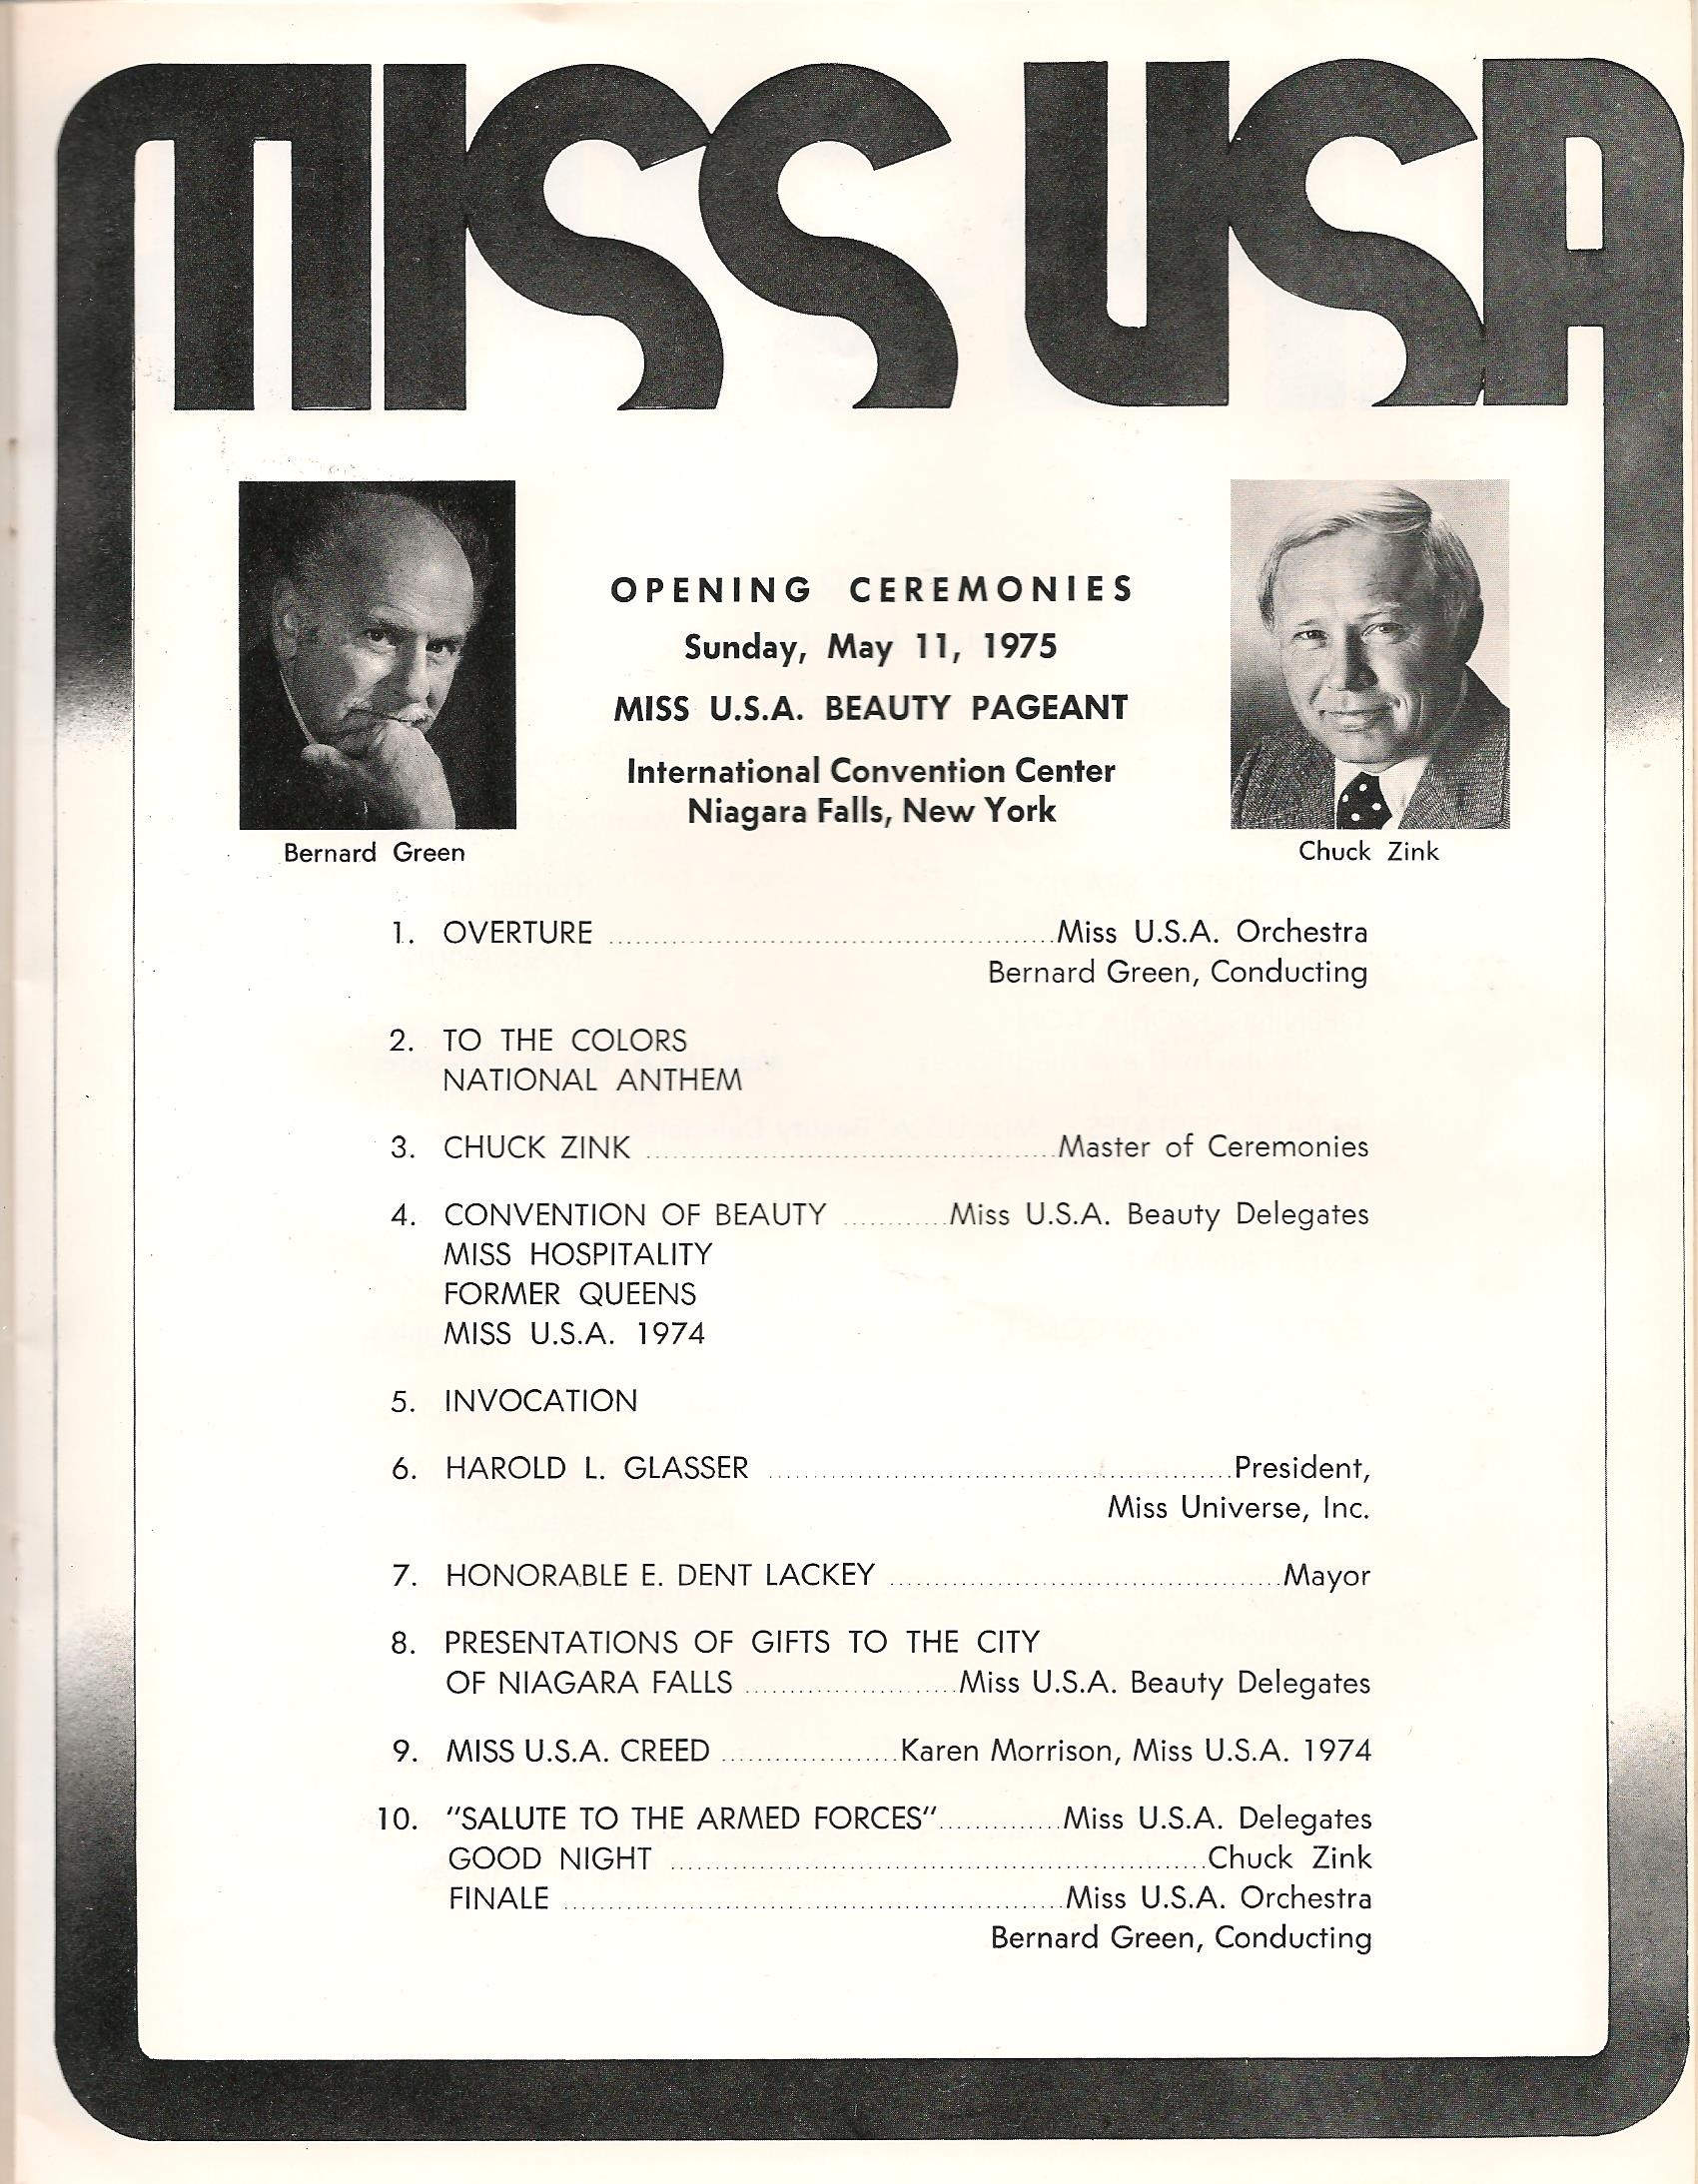 MISS USA
OPENING CEREMONIES
Sunday, May 11, 1975
MISS U.S.A. BEAUTY PAGEANT
International Convention Center
Niagara Falls, New York
Bernard Green
Chuck Zink
1. OVERTURE ........ Miss U.S.A. Orchestra
Bernard Green, Conducting
2. TO THE COLORS
NATIONAL ANTHEM
3. CHUCK ZINK ........ Master of Ceremonies
4. CONVENTION OF BEAUTY ........ Miss U.S.A. Beauty Delegates
MISS HOSPITALITY
FORMER QUEENS
MISS U.S.A. 1974
5. INVOCATION
6. HAROLD L. GLASSER ........ President,
Miss Universe, Inc.
7. HONORABLE E. DENT LACKEY ........ Mayor
8. PRESENTATIONS OF GIFTS TO THE CITY
OF NIAGARA FALLS ........ Miss U.S.A. Beauty Delegates
9. MISS U.S.A. CREED ........ Karen Morrison, Miss U.S.A. 1974
10. "SALUTE TO THE ARMED FORCES" ........ Miss U.S.A. Delegates
GOOD NIGHT ........ Chuck Zink
FINALE ........ Miss U.S.A. Orchestra
Bernard Green, Conducting